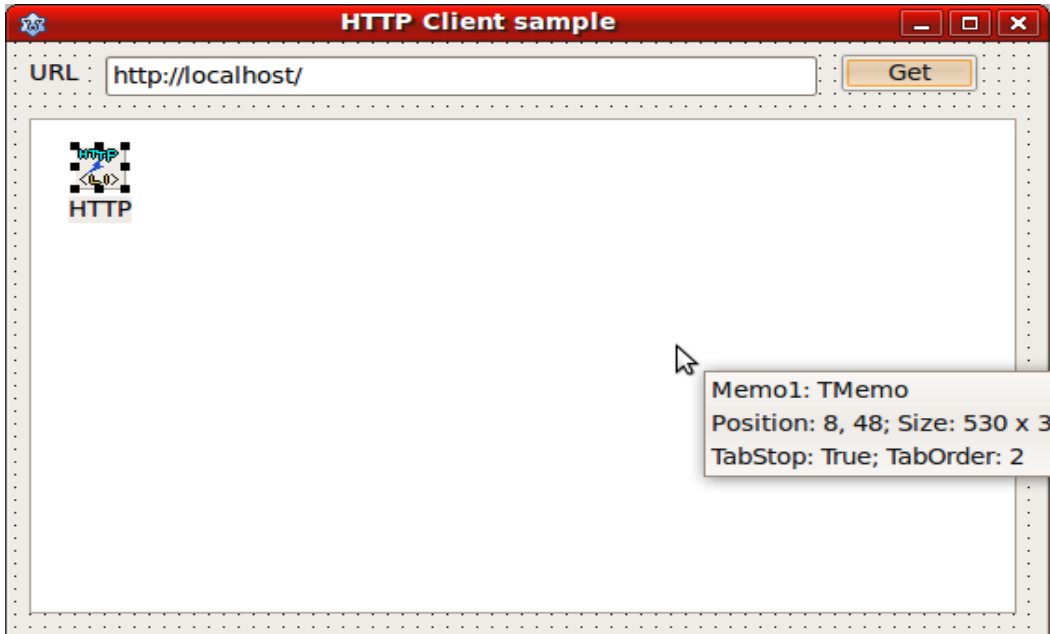 HTTP Client sample
URL http://localhost/ Get
HTTP
HTTP
Memo1: TMemo
Position: 8, 48; Size: 530 x 3
TabStop: True; TabOrder: 2